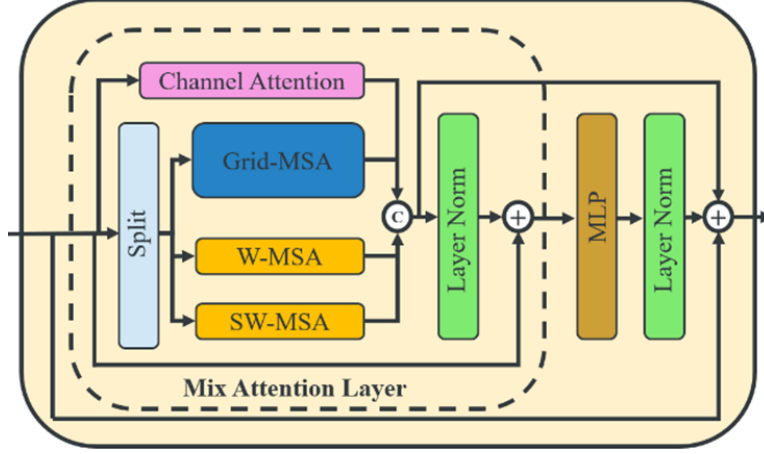 Channel Attention
Split
Grid-MSA
W-MSA
SW-MSA
C
Layer Norm
+
MLP
Layer Norm
+
Mix Attention Layer